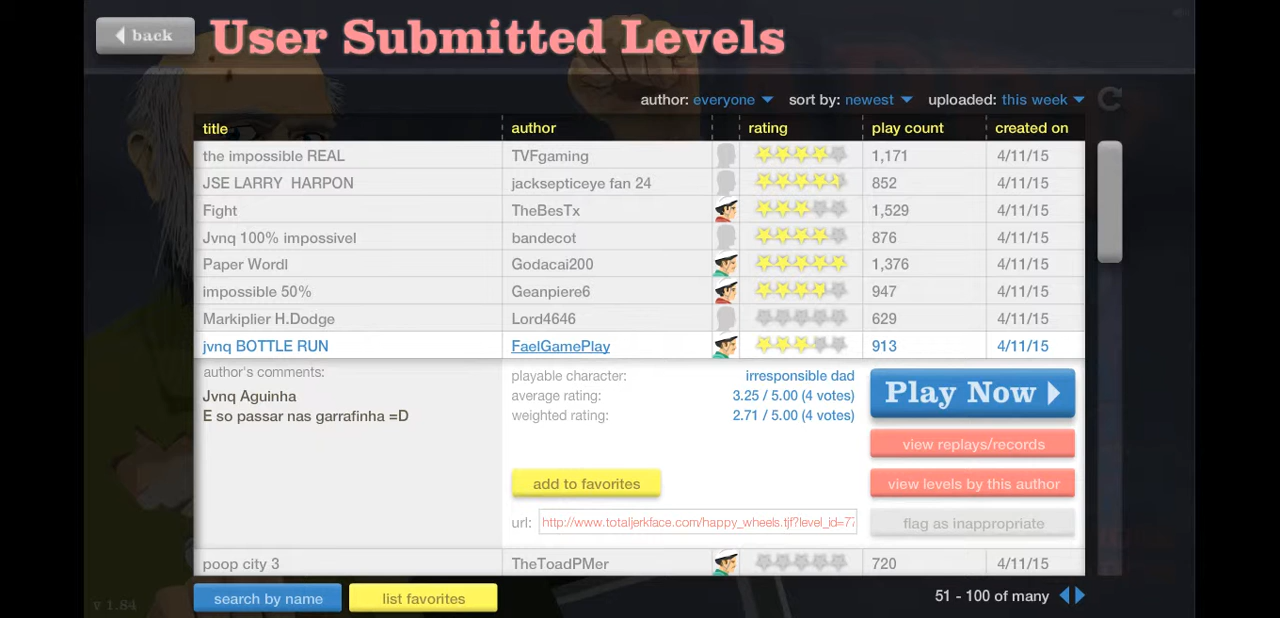 back
User Submitted Levels
author: everyone sort by: newest uploaded: this week
title author rating play count created on
the impossible REAL TVFgaming 1,171 4/11/15
JSE LARRY HARPON jacksepticeye fan 24 852 4/11/15
Fight TheBesTx 1,529 4/11/15
Jvnq 100% impossivel bandecot 876 4/11/15
Paper Wordl Godacai200 1,376 4/11/15
impossible 50% Geanpiere6 947 4/11/15
Markiplier H.Dodge Lord4646 629 4/11/15
jvnq BOTTLE RUN FaelGamePlay 913 4/11/15
author's comments:
Jvnq Aguinha
E so passar nas garrafinha =D
playable character: irresponsible dad
average rating: 3.25 / 5.00 (4 votes)
weighted rating: 2.71 / 5.00 (4 votes)
add to favorites
url: http://www.totaljerkface.com/happy_wheels.tjf?level_id=77
Play Now
view replays/records
view levels by this author
flag as inappropriate
poop city 3 TheToadPMer 720 4/11/15
search by name list favorites 51 - 100 of many
v 1.84